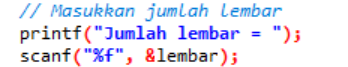 // Masukkan jumlah lembar
printf("Jumlah lembar = ");
scanf("%f", &lembar);